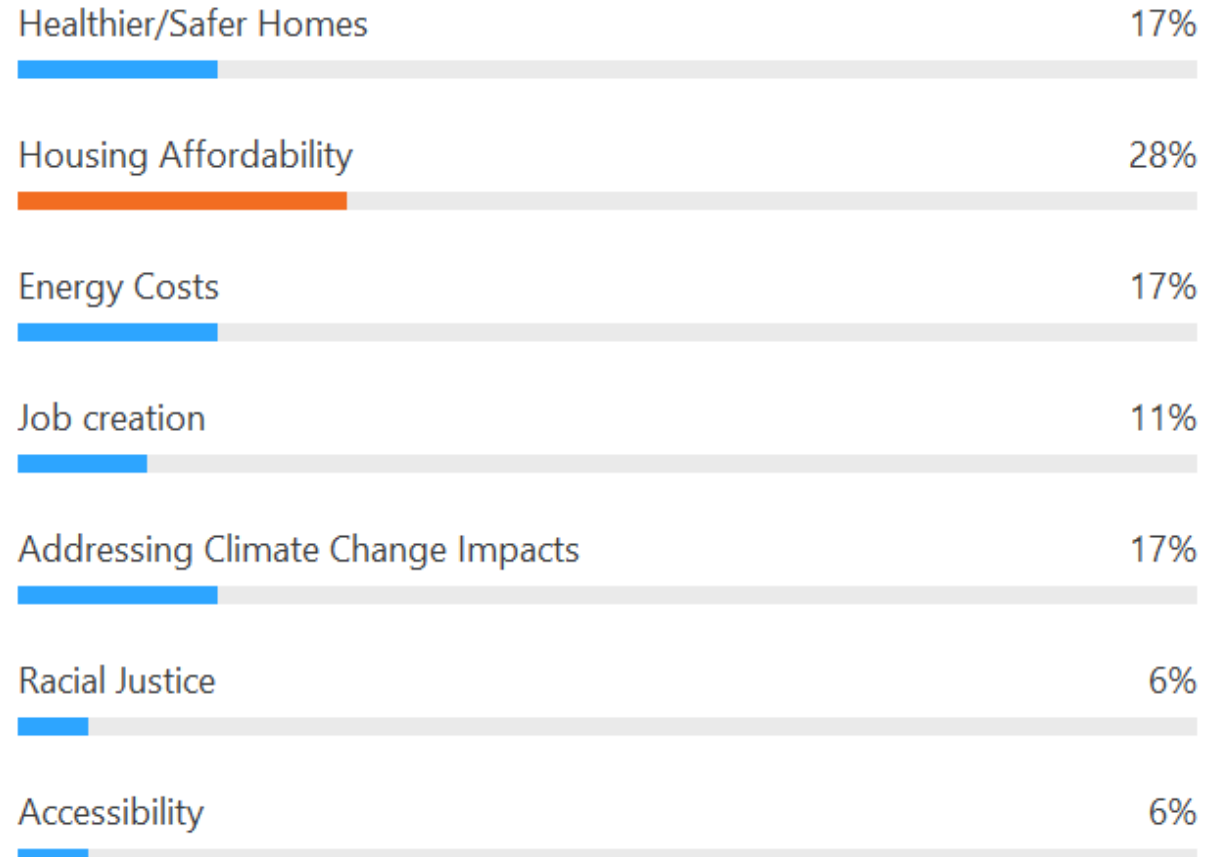 Healthier/Safer Homes 17%
Housing Affordability 28%
Energy Costs 17%
Job creation 11%
Addressing Climate Change Impacts 17%
Racial Justice 6%
Accessibility 6%